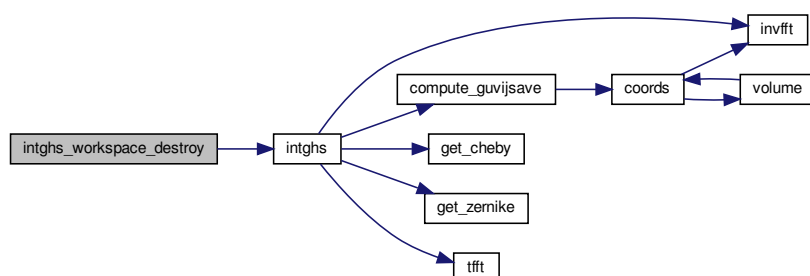 invfft
compute_guvijsave
coords
volume
intghs_workspace_destroy
intghs
get_cheby
get_zernike
tfft